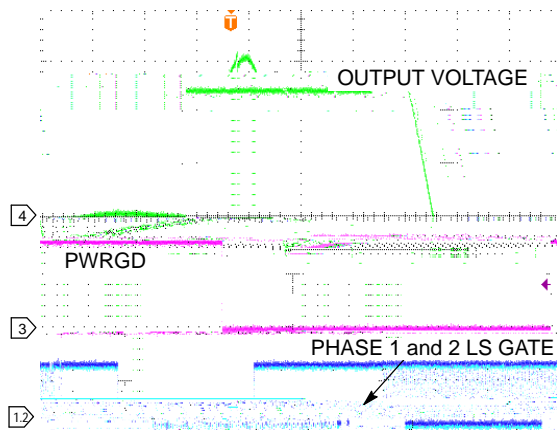 T
OUTPUT VOLTAGE
4
PWRGD
3
PHASE 1 and 2 LS GATE
1.2